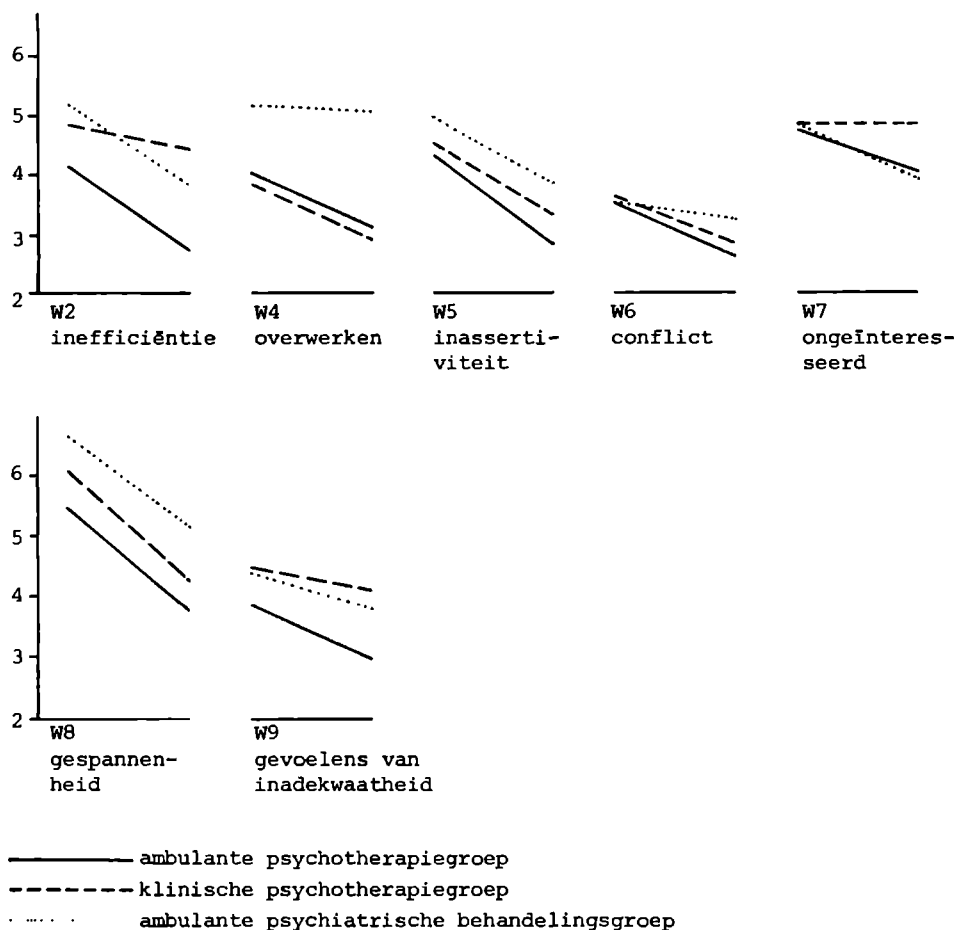 6
5
4
3
2
W2 W4 W5 W6 W7
inefficiëntie overwerken inasserti- conflict ongeïnteres-
viteit seerd
6
5
4
3
2
W8 W9
gespannen- gevoelens van
heid inadekwaatheid
ambulante psychotherapiegroep
klinische psychotherapiegroep
ambulante psychiatrische behandelingsgroep